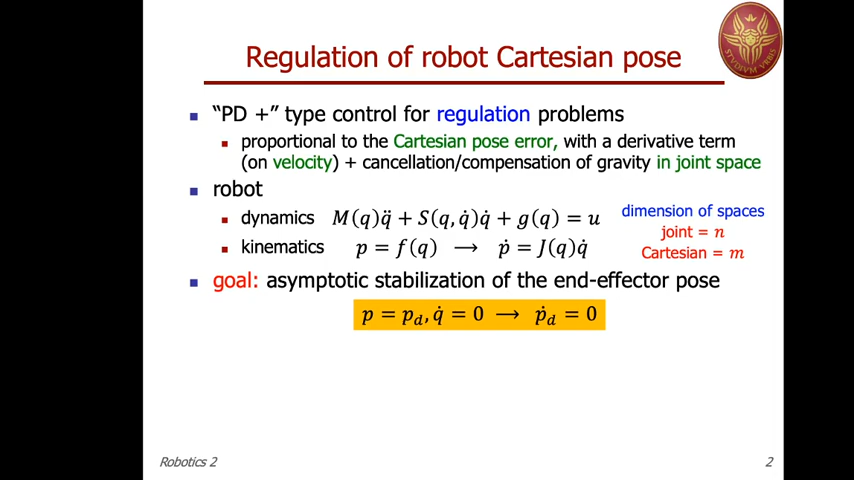 Regulation of robot Cartesian pose
STVDIVM VRBIS
"PD +" type control for regulation problems
proportional to the Cartesian pose error, with a derivative term
(on velocity) + cancellation/compensation of gravity in joint space
robot
dynamics M(q)q̈ + S(q, q̇)q̇ + g(q) = u
kinematics p = f(q) ⟶ ṗ = J(q)q̇
dimension of spaces
joint = n
Cartesian = m
goal: asymptotic stabilization of the end-effector pose
p = p_d, q̇ = 0 ⟶ ṗ_d = 0
Robotics 2
2